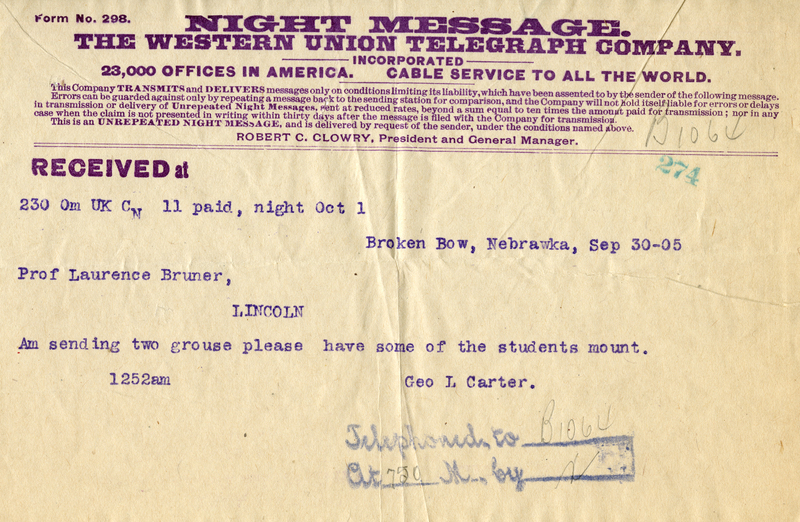 Form No. 298.
NIGHT MESSAGE.
THE WESTERN UNION TELEGRAPH COMPANY.
INCORPORATED
23,000 OFFICES IN AMERICA. CABLE SERVICE TO ALL THE WORLD.
This Company TRANSMITS and DELIVERS messages only on conditions limiting its liability, which have been assented to by the sender of the following message.
Errors can be guarded against only by repeating a message back to the sending station for comparison, and the Company will not hold itself liable for errors or delays
in transmission or delivery of Unrepeated Night Messages, sent at reduced rates, beyond a sum equal to ten times the amount paid for transmission; nor in any
case when the claim is not presented in writing within thirty days after the message is filed with the Company for transmission.
This is an UNREPEATED NIGHT MESSAGE, and is delivered by request of the sender, under the conditions named above.
ROBERT C. CLOWRY, President and General Manager.
B1064
RECEIVED at
274
230 Om UK CN 11 paid, night Oct 1
Broken Bow, Nebrawka, Sep 30-05
Prof Laurence Bruner,
LINCOLN
Am sending two grouse please have some of the students mount.
1252am Geo L Carter.
Telephoned to B1064
At 759 M., by